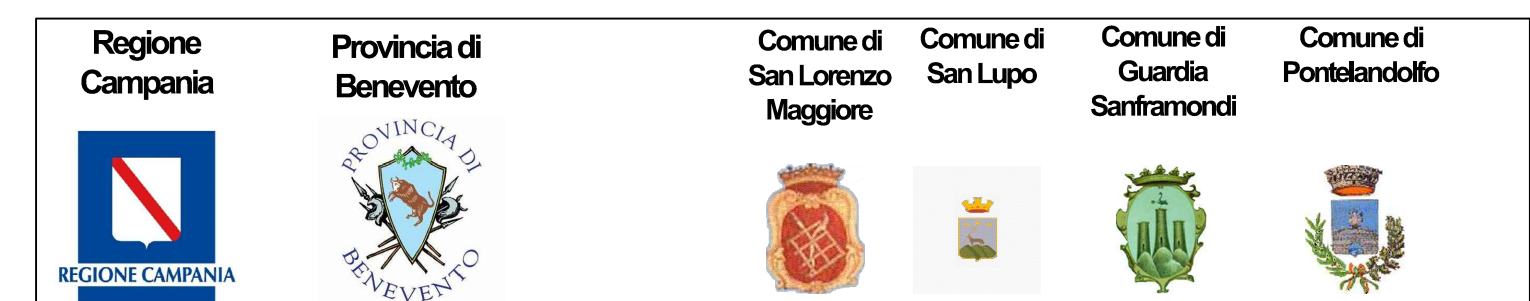 Regione
Campania
Provincia di
Benevento
Comune di
San Lorenzo
Maggiore
Comune di
San Lupo
Comune di
Guardia
Sanframondi
Comune di
Pontelandolfo
REGIONE CAMPANIA
PROVINCIA DI
BENEVENTO